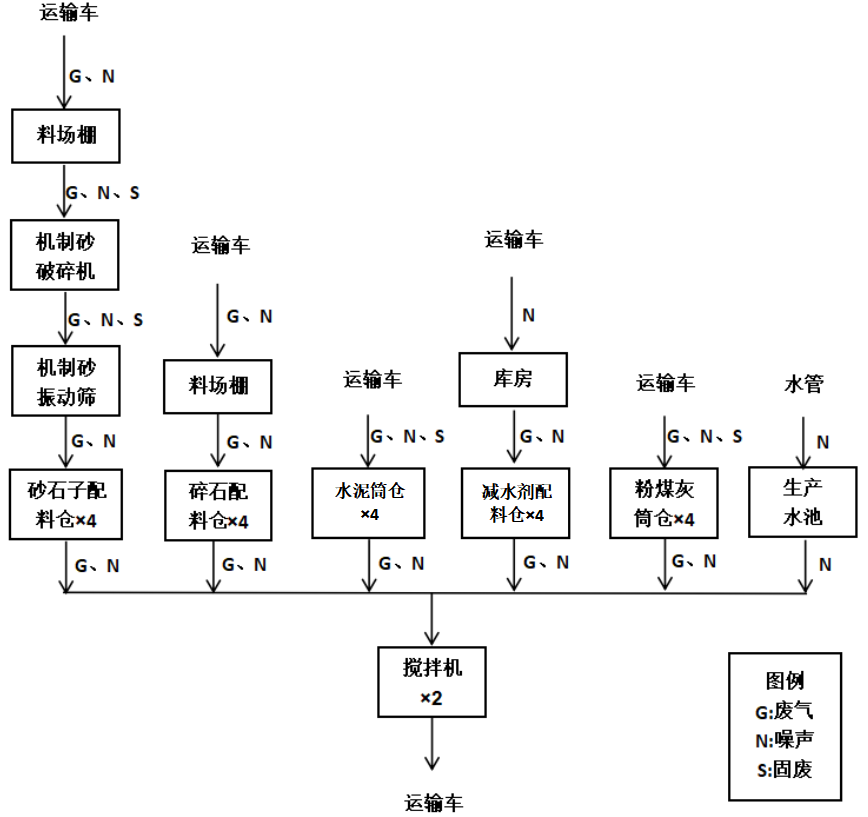 运输车
G、N
料场棚
G、N、S
机制砂
破碎机
G、N、S
机制砂
振动筛
G、N
砂石子配
料仓×4
G、N
运输车
G、N
料场棚
G、N
碎石配
料仓×4
G、N
运输车
G、N、S
水泥筒仓
×4
G、N
运输车
N
库房
G、N
减水剂配
料仓×4
G、N
运输车
G、N、S
粉煤灰
筒仓×4
G、N
水管
N
生产
水池
N
搅拌机
×2
运输车
图例
G:废气
N:噪声
S:固废